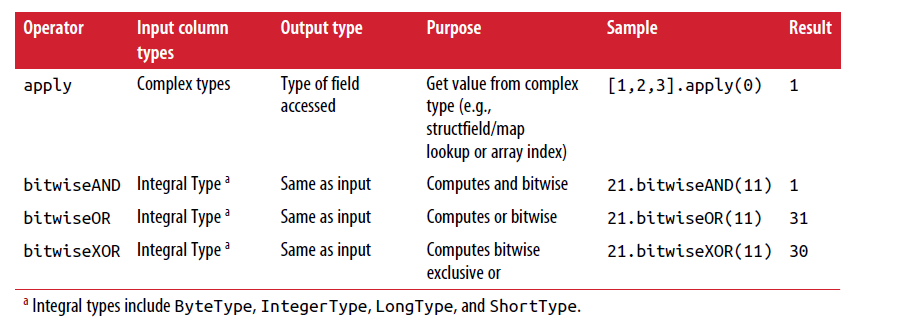 Operator Input column types Output type Purpose Sample Result
apply Complex types Type of field accessed Get value from complex type (e.g., structfield/map lookup or array index) [1,2,3].apply(0) 1
bitwiseAND Integral Type a Same as input Computes and bitwise 21.bitwiseAND(11) 1
bitwiseOR Integral Type a Same as input Computes or bitwise 21.bitwiseOR(11) 31
bitwiseXOR Integral Type a Same as input Computes bitwise exclusive or 21.bitwiseXOR(11) 30
a Integral types include ByteType, IntegerType, LongType, and ShortType.